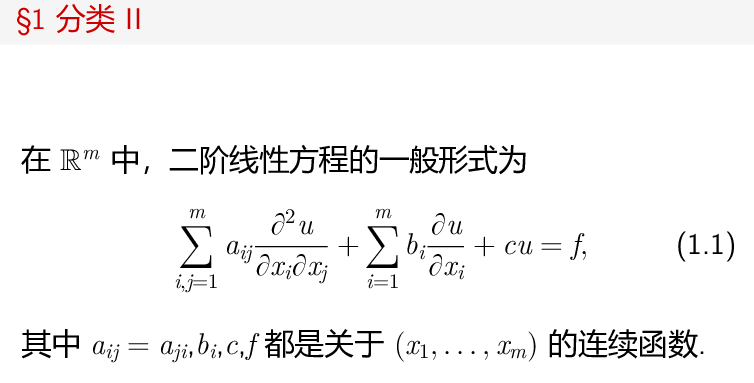 §1 分类 II
在 ℝᵐ 中，二阶线性方程的一般形式为
$$\sum_{i,j=1}^{m} a_{ij} \frac{\partial^2 u}{\partial x_i \partial x_j} + \sum_{i=1}^{m} b_i \frac{\partial u}{\partial x_i} + cu = f, \quad (1.1)$$
其中 $a_{ij} = a_{ji}, b_i, c, f$ 都是关于 $(x_1, \ldots, x_m)$ 的连续函数.